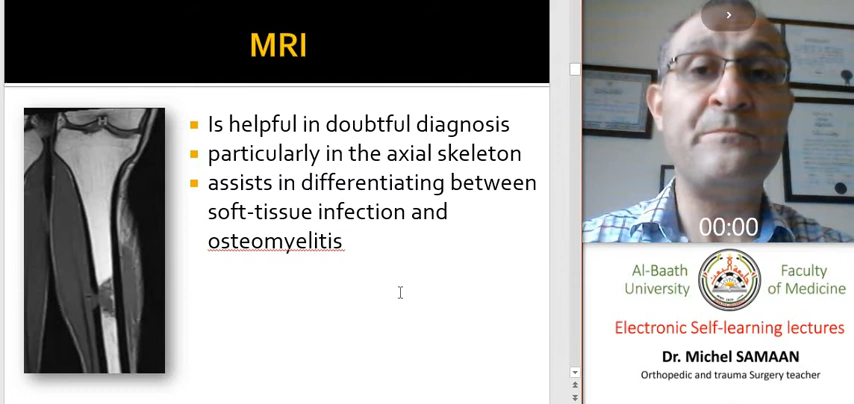 MRI
Is helpful in doubtful diagnosis
particularly in the axial skeleton
assists in differentiating between
soft-tissue infection and
osteomyelitis
00:00
Al-Baath
University
Faculty
of Medicine
Electronic Self-learning lectures
Dr. Michel SAMAAN
Orthopedic and trauma Surgery teacher